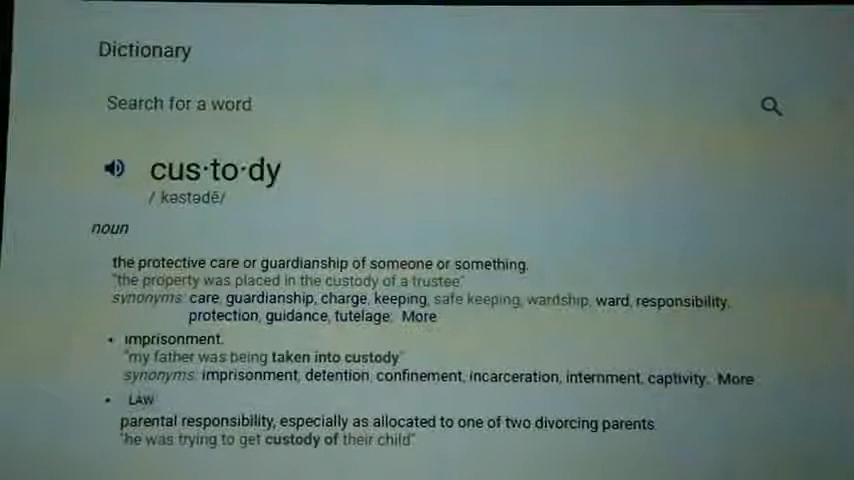 Dictionary
Search for a word
cus·to·dy
/ kəstədē/
noun
the protective care or guardianship of someone or something.
"the property was placed in the custody of a trustee"
synonyms: care, guardianship, charge, keeping, safe keeping, wardship, ward, responsibility,
protection, guidance, tutelage; More
• imprisonment.
"my father was being taken into custody"
synonyms: imprisonment, detention, confinement, incarceration, internment, captivity; More
• LAW
parental responsibility, especially as allocated to one of two divorcing parents.
"he was trying to get custody of their child"